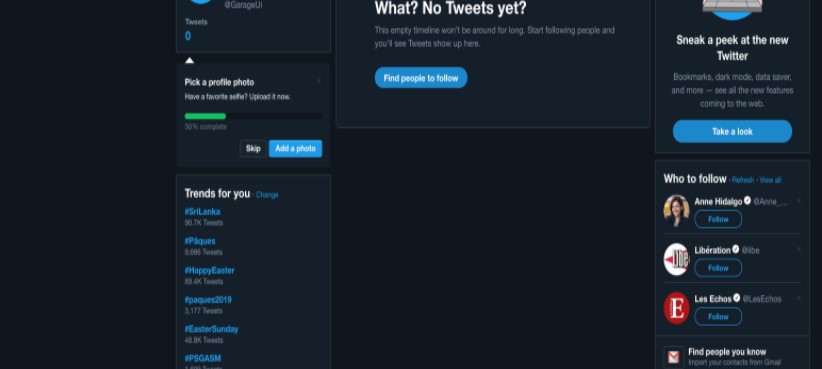 @GarageUi
Tweets
0
Pick a profile photo
Have a favorite selfie? Upload it now.
complete
Skip
Add a photo
Trends for you · Change
#SriLanka
90.7K Tweets
#Pâques
Tweets
#HappyEaster
89.4K Tweets
#paques2019
3,177 Tweets
#EasterSunday
48.8K Tweets
#PSGASM
What? No Tweets yet?
This empty timeline won't be around for long. Start following people and
you'll see Tweets show up here.
Find people to follow
Sneak a peek at the new
Twitter
Bookmarks, dark mode, data saver,
and more — see all the new features
coming to the web.
Take a look
Who to follow · Refresh · View all
Anne Hidalgo @Anne_...
Follow
Libération @libe
Follow
Les Echos @LesEchos
Follow
Find people you know
Import your contacts from Gmail